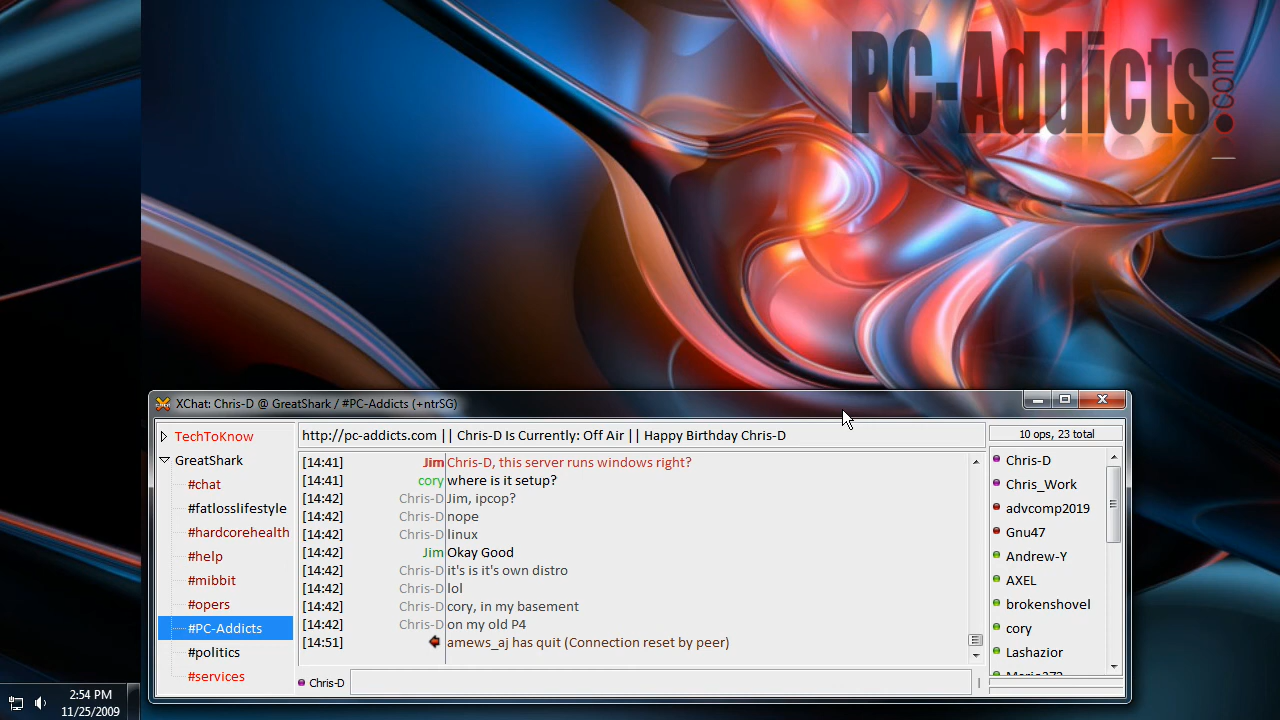 PC-Addicts.com
XChat: Chris-D @ GreatShark / #PC-Addicts (+ntrSG)
http://pc-addicts.com || Chris-D Is Currently: Off Air || Happy Birthday Chris-D
10 ops, 23 total
TechToKnow
GreatShark
#chat
#fatlosslifestyle
#hardcorehealth
#help
#mibbit
#opers
#PC-Addicts
#politics
#services
[14:41] Jim Chris-D, this server runs windows right?
[14:41] cory where is it setup?
[14:42] Chris-D Jim, ipcop?
[14:42] Chris-D nope
[14:42] Chris-D linux
[14:42] Jim Okay Good
[14:42] Chris-D it's is it's own distro
[14:42] Chris-D lol
[14:42] Chris-D cory, in my basement
[14:42] Chris-D on my old P4
[14:51] amews_aj has quit (Connection reset by peer)
Chris-D
Chris-D
Chris_Work
advcomp2019
Gnu47
Andrew-Y
AXEL
brokenshovel
cory
Lashazior
2:54 PM
11/25/2009